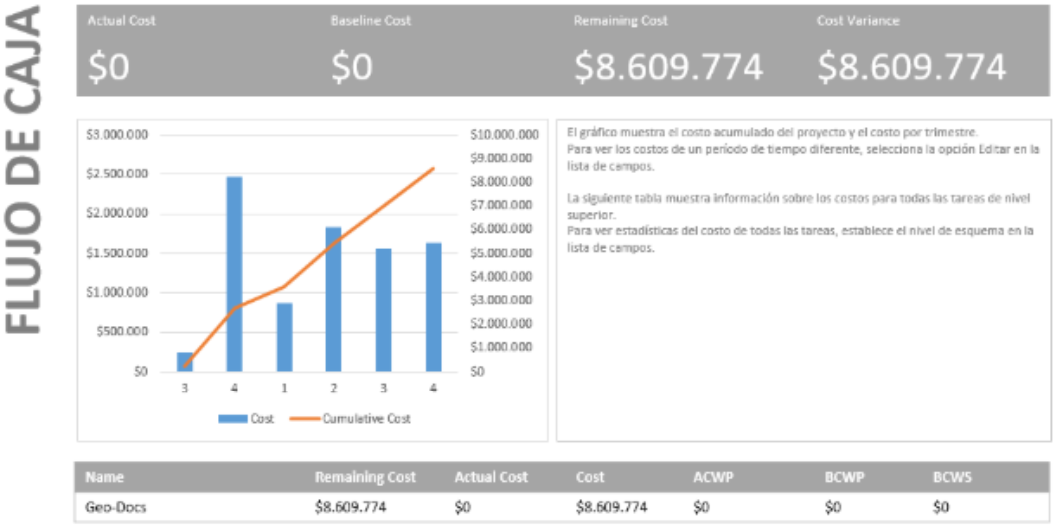 FLUJO DE CAJA
Actual Cost Baseline Cost Remaining Cost Cost Variance
$0 $0 $8.609.774 $8.609.774
$3.000.000
$2.500.000
$2.000.000
$1.500.000
$1.000.000
$500.000
$0
$10.000.000
$9.000.000
$8.000.000
$7.000.000
$6.000.000
$5.000.000
$4.000.000
$3.000.000
$2.000.000
$1.000.000
$0
3 4 1 2 3 4
Cost Cumulative Cost
El gráfico muestra el costo acumulado del proyecto y el costo por trimestre.
Para ver los costos de un período de tiempo diferente, selecciona la opción Editar en la
lista de campos.
La siguiente tabla muestra información sobre los costos para todas las tareas de nivel
superior.
Para ver estadísticas del costo de todas las tareas, establece el nivel de esquema en la
lista de campos.
Name Remaining Cost Actual Cost Cost ACWP BCWP BCWS
Geo-Docs $8.609.774 $0 $8.609.774 $0 $0 $0